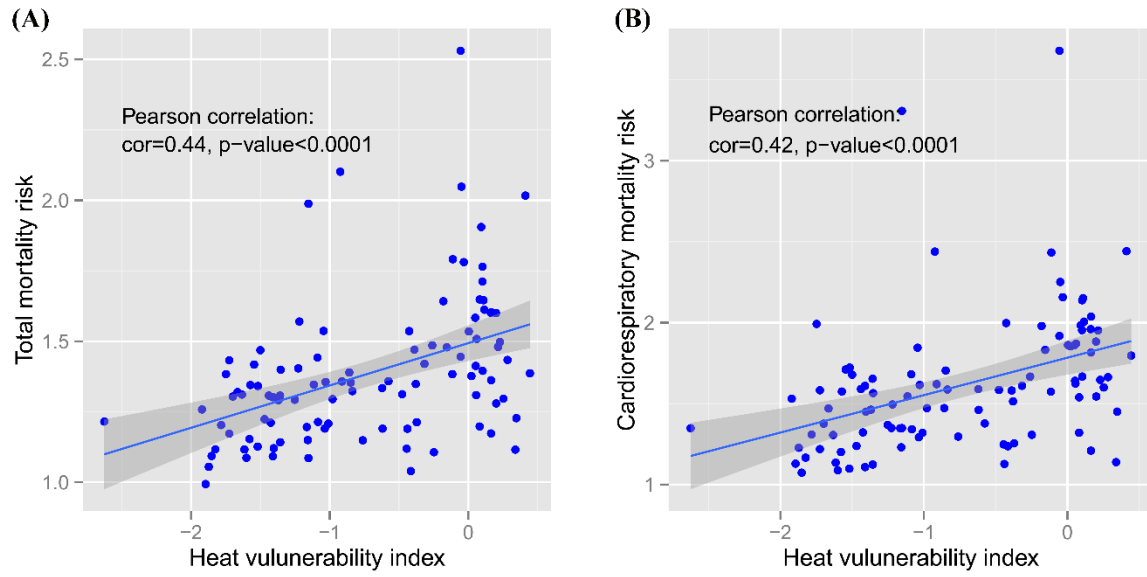 (A)
Total mortality risk
2.5
2.0
1.5
1.0
Pearson correlation:
cor=0.44, p−value<0.0001
−2
−1
0
Heat vulunerability index
(B)
Cardiorespiratory mortality risk
3
2
1
Pearson correlation:
cor=0.42, p−value<0.0001
−2
−1
0
Heat vulunerability index